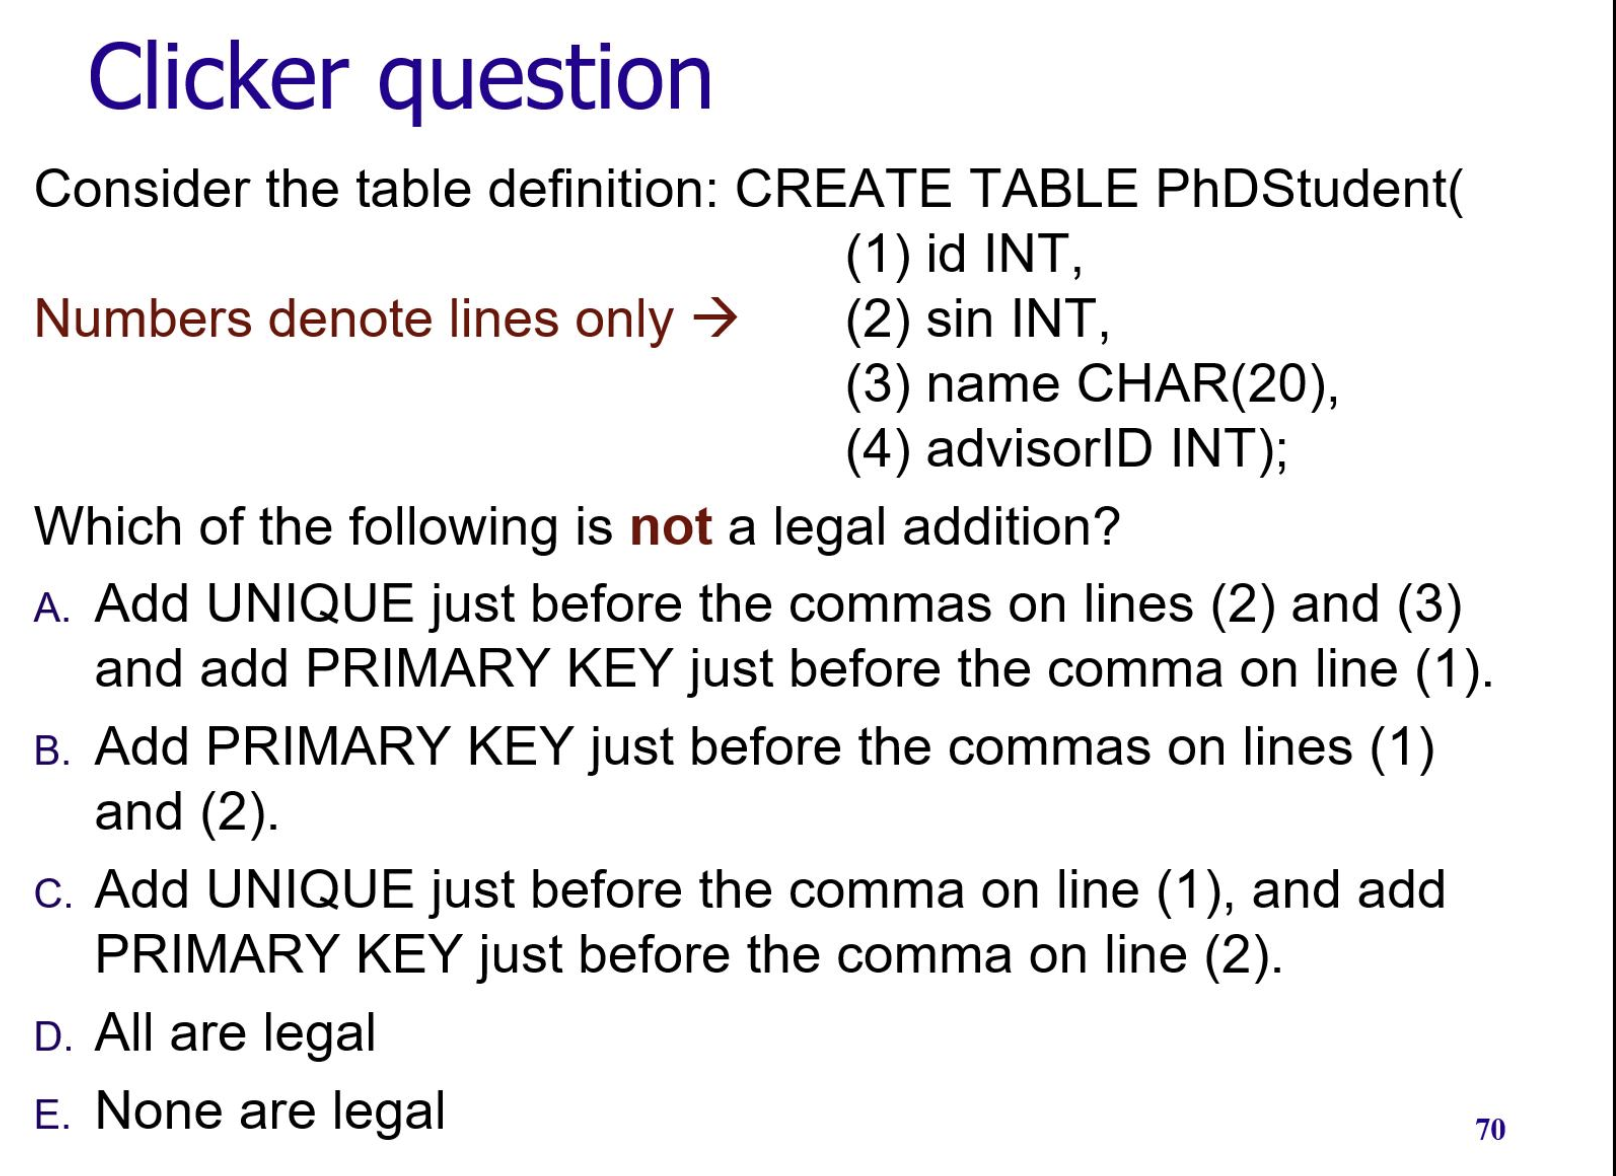 Clicker question
Consider the table definition: CREATE TABLE PhDStudent(
(1) id INT,
Numbers denote lines only → (2) sin INT,
(3) name CHAR(20),
(4) advisorID INT);
Which of the following is not a legal addition?
A. Add UNIQUE just before the commas on lines (2) and (3)
and add PRIMARY KEY just before the comma on line (1).
B. Add PRIMARY KEY just before the commas on lines (1)
and (2).
C. Add UNIQUE just before the comma on line (1), and add
PRIMARY KEY just before the comma on line (2).
D. All are legal
E. None are legal
70